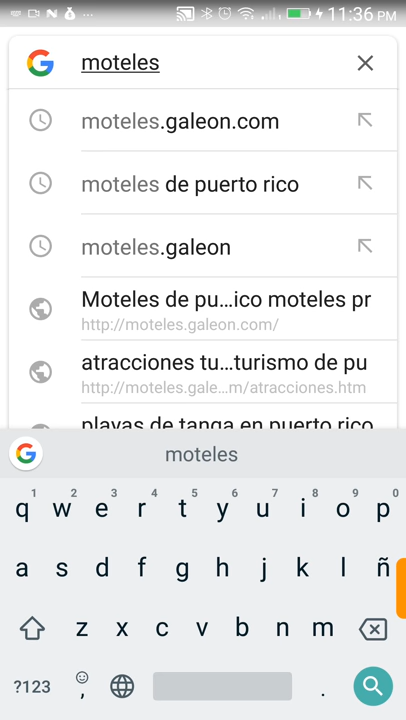 11:36 PM
moteles
moteles.galeon.com
moteles de puerto rico
moteles.galeon
Moteles de pu...ico moteles pr
http://moteles.galeon.com/
atracciones tu...turismo de pu
http://moteles.gale...m/atracciones.htm
playas de tanga en puerto rico
moteles
1 2 3 4 5 6 7 8 9 0
q w e r t y u i o p
a s d f g h j k l ñ
z x c v b n m
?123 , .